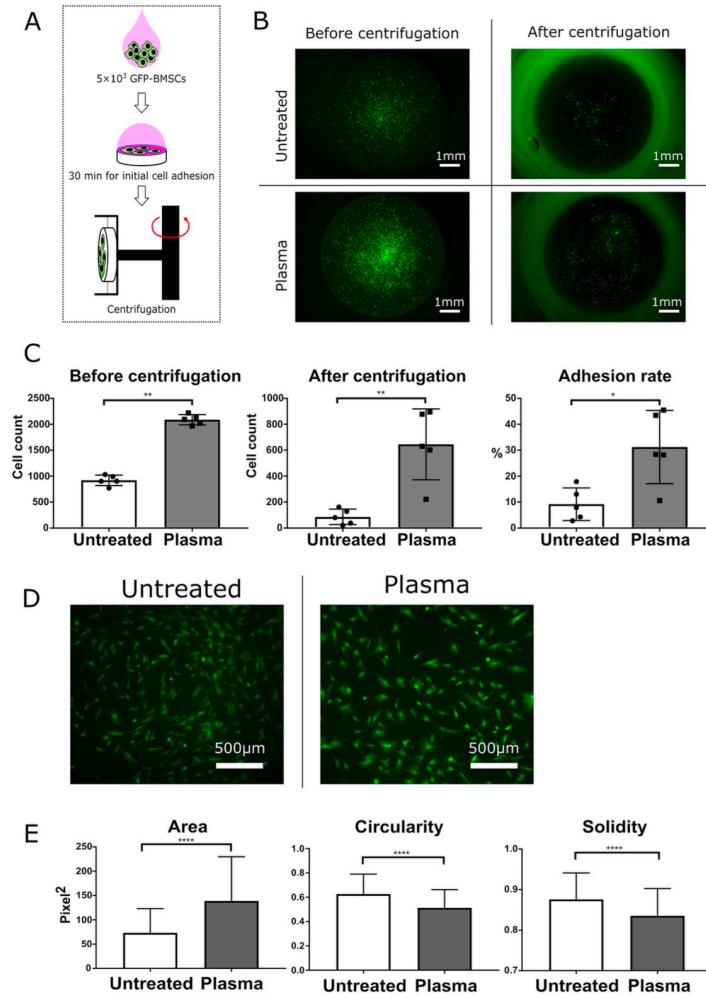 A
5×10³ GFP-BMSCs
30 min for initial cell adhesion
Centrifugation
B
Before centrifugation
After centrifugation
Untreated
1mm
1mm
Plasma
1mm
1mm
C
Before centrifugation
**
Cell count
2500
2000
1500
1000
500
0
Untreated
Plasma
After centrifugation
**
Cell count
1000
800
600
400
200
0
Untreated
Plasma
Adhesion rate
*
%
50
40
30
20
10
0
Untreated
Plasma
D
Untreated
Plasma
500µm
500µm
E
Area
****
Pixel²
250
200
150
100
50
0
Untreated
Plasma
Circularity
****
1.0
0.8
0.6
0.4
0.2
0.0
Untreated
Plasma
Solidity
****
1.0
0.9
0.8
0.7
Untreated
Plasma